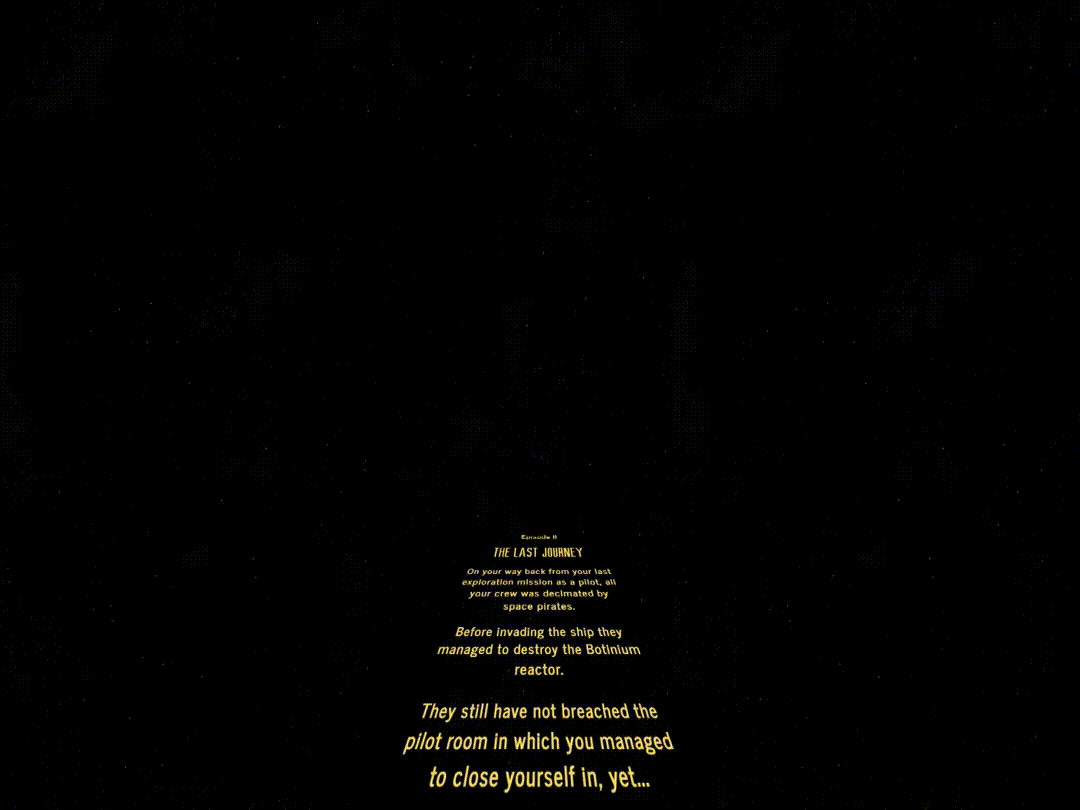 Episode II
THE LAST JOURNEY
On your way back from your last
exploration mission as a pilot, all
your crew was decimated by
space pirates.
Before invading the ship they
managed to destroy the Botinium
reactor.
They still have not breached the
pilot room in which you managed
to close yourself in, yet...